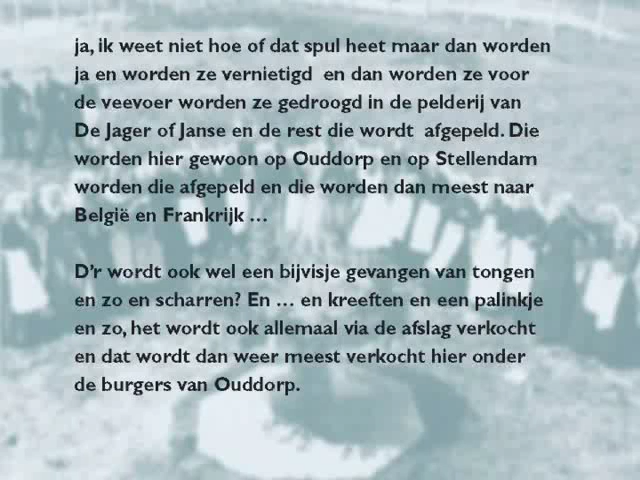 ja, ik weet niet hoe of dat spul heet maar dan worden
ja en worden ze vernietigd en dan worden ze voor
de veevoer worden ze gedroogd in de pelderij van
De Jager of Janse en de rest die wordt afgepeld. Die
worden hier gewoon op Ouddorp en op Stellendam
worden die afgepeld en die worden dan meest naar
België en Frankrijk …
D’r wordt ook wel een bijvisje gevangen van tongen
en zo en scharren? En … en kreeften en een palinkje
en zo, het wordt ook allemaal via de afslag verkocht
en dat wordt dan weer meest verkocht hier onder
de burgers van Ouddorp.